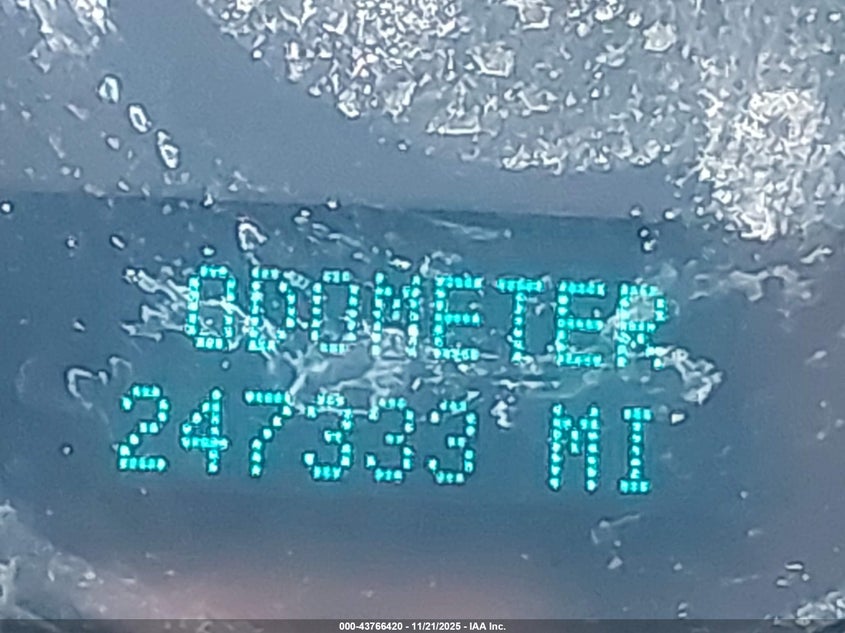 ODOMETER
247333 MI
000-43766420 - 11/21/2025 - IAA Inc.